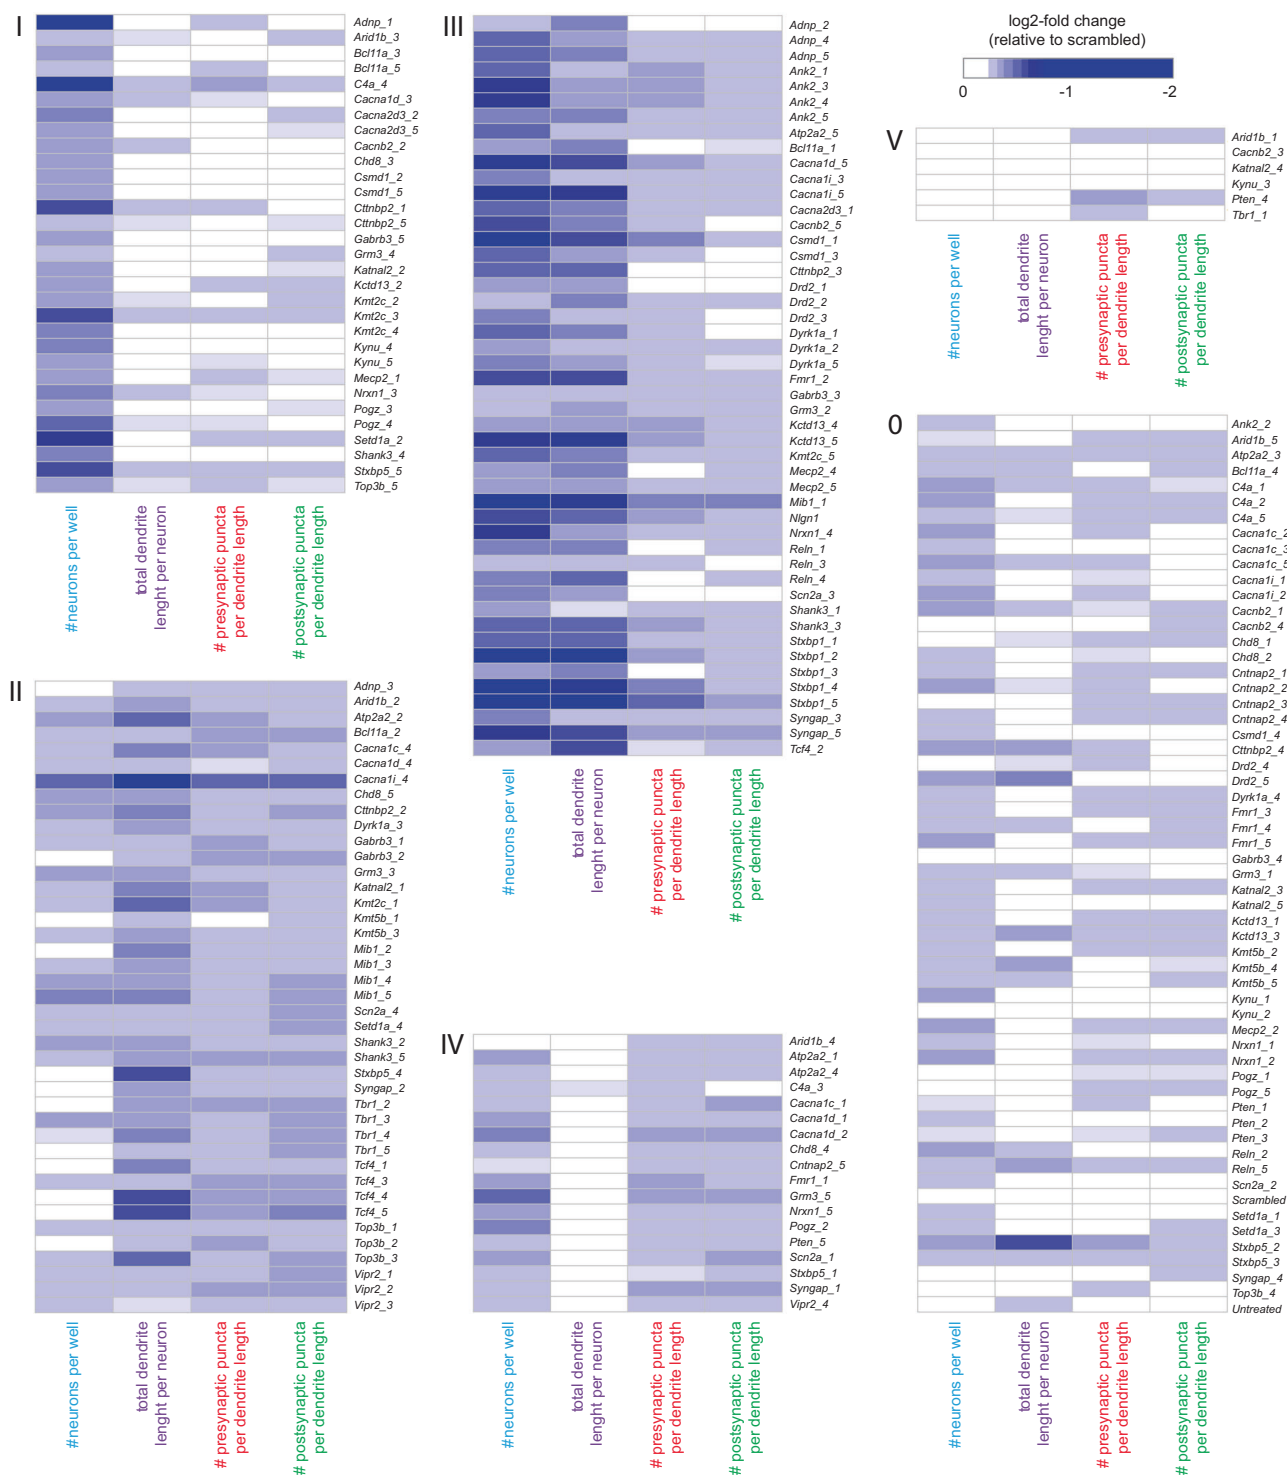 I
Adnp_1
Arid1b_3
Bcl11a_3
Bcl11a_5
C4a_4
Cacna1d_3
Cacna2d3_2
Cacna2d3_5
Cacnb2_2
Chd8_3
Csmd1_2
Csmd1_5
Cttnbp2_1
Cttnbp2_5
Gabrb3_5
Grm3_4
Katnal2_2
Kctd13_2
Kmt2c_2
Kmt2c_3
Kmt2c_4
Kynu_4
Kynu_5
Mecp2_1
Nrxn1_3
Pogz_3
Pogz_4
Setd1a_2
Shank3_4
Stxbp5_5
Top3b_5
#neurons per well
total dendrite
lenght per neuron
# presynaptic puncta
per dendrite length
# postsynaptic puncta
per dendrite length
II
Adnp_3
Arid1b_2
Atp2a2_2
Bcl11a_2
Cacna1c_4
Cacna1d_4
Cacna1i_4
Chd8_5
Cttnbp2_2
Dyrk1a_3
Gabrb3_1
Gabrb3_2
Grm3_3
Katnal2_1
Kmt2c_1
Kmt5b_1
Kmt5b_3
Mib1_2
Mib1_3
Mib1_4
Mib1_5
Scn2a_4
Setd1a_4
Shank3_2
Shank3_5
Stxbp5_4
Syngap_2
Tbr1_2
Tbr1_3
Tbr1_4
Tbr1_5
Tcf4_1
Tcf4_3
Tcf4_4
Tcf4_5
Top3b_1
Top3b_2
Top3b_3
Vipr2_1
Vipr2_2
Vipr2_3
#neurons per well
total dendrite
lenght per neuron
# presynaptic puncta
per dendrite length
# postsynaptic puncta
per dendrite length
III
Adnp_2
Adnp_4
Adnp_5
Ank2_1
Ank2_3
Ank2_4
Ank2_5
Atp2a2_5
Bcl11a_1
Cacna1d_5
Cacna1i_3
Cacna1i_5
Cacna2d3_1
Cacnb2_5
Csmd1_1
Csmd1_3
Cttnbp2_3
Drd2_1
Drd2_2
Drd2_3
Dyrk1a_1
Dyrk1a_2
Dyrk1a_5
Fmr1_2
Gabrb3_3
Grm3_2
Kctd13_4
Kctd13_5
Kmt2c_5
Mecp2_4
Mecp2_5
Mib1_1
Nlgn1
Nrxn1_4
Reln_1
Reln_3
Reln_4
Scn2a_3
Shank3_1
Shank3_3
Stxbp1_1
Stxbp1_2
Stxbp1_3
Stxbp1_4
Stxbp1_5
Syngap_3
Syngap_5
Tcf4_2
#neurons per well
total dendrite
lenght per neuron
# presynaptic puncta
per dendrite length
# postsynaptic puncta
per dendrite length
IV
Arid1b_4
Atp2a2_1
Atp2a2_4
C4a_3
Cacna1c_1
Cacna1d_1
Cacna1d_2
Chd8_4
Cntnap2_5
Fmr1_1
Grm3_5
Nrxn1_5
Pogz_2
Pten_5
Scn2a_1
Stxbp5_1
Syngap_1
Vipr2_4
#neurons per well
total dendrite
lenght per neuron
# presynaptic puncta
per dendrite length
# postsynaptic puncta
per dendrite length
log2-fold change
(relative to scrambled)
0 -1 -2
V
Arid1b_1
Cacnb2_3
Katnal2_4
Kynu_3
Pten_4
Tbr1_1
#neurons per well
total dendrite
lenght per neuron
# presynaptic puncta
per dendrite length
# postsynaptic puncta
per dendrite length
0
Ank2_2
Arid1b_5
Atp2a2_3
Bcl11a_4
C4a_1
C4a_2
C4a_5
Cacna1c_2
Cacna1c_3
Cacna1c_5
Cacna1i_1
Cacna1i_2
Cacnb2_1
Cacnb2_4
Chd8_1
Chd8_2
Cntnap2_1
Cntnap2_2
Cntnap2_3
Cntnap2_4
Csmd1_4
Cttnbp2_4
Drd2_4
Drd2_5
Dyrk1a_4
Fmr1_3
Fmr1_4
Fmr1_5
Gabrb3_4
Grm3_1
Katnal2_3
Katnal2_5
Kctd13_1
Kctd13_3
Kmt5b_2
Kmt5b_4
Kmt5b_5
Kynu_1
Kynu_2
Mecp2_2
Nrxn1_1
Nrxn1_2
Pogz_1
Pogz_5
Pten_1
Pten_2
Pten_3
Reln_2
Reln_5
Scn2a_2
Scrambled
Setd1a_1
Setd1a_3
Stxbp5_2
Stxbp5_3
Syngap_4
Top3b_4
Untreated
#neurons per well
total dendrite
lenght per neuron
# presynaptic puncta
per dendrite length
# postsynaptic puncta
per dendrite length